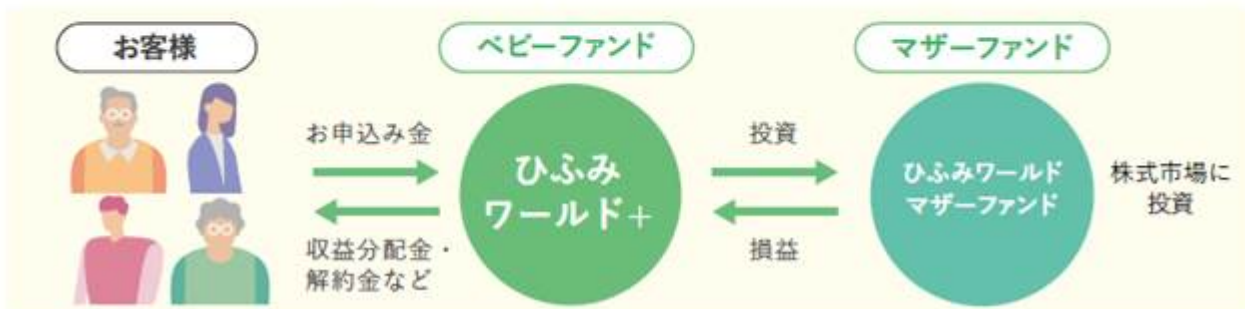 お客様
ベビーファンド
マザーファンド
お申込み金
収益分配金・
解約金など
ひふみ
ワールド+
投資
損益
ひふみワールド
マザーファンド
株式市場に
投資